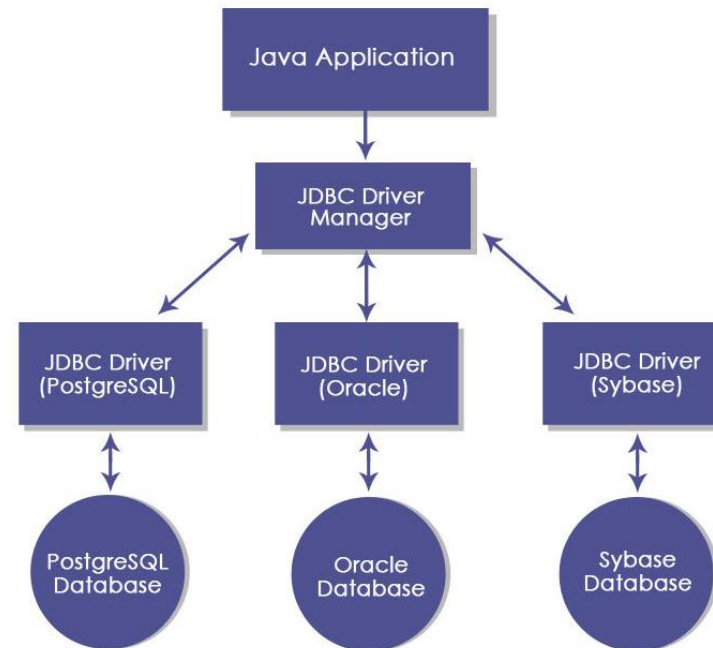 Java Application
JDBC Driver
Manager
JDBC Driver
(PostgreSQL)
JDBC Driver
(Oracle)
JDBC Driver
(Sybase)
PostgreSQL
Database
Oracle
Database
Sybase
Database